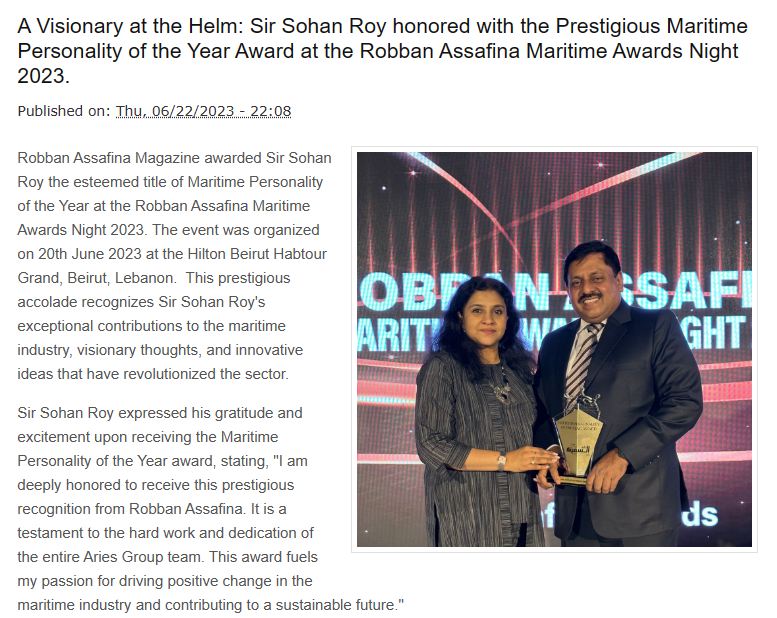 A Visionary at the Helm: Sir Sohan Roy honored with the Prestigious Maritime
Personality of the Year Award at the Robban Assafina Maritime Awards Night
2023.
Published on: Thu, 06/22/2023 - 22:08
Robban Assafina Magazine awarded Sir Sohan
Roy the esteemed title of Maritime Personality
of the Year at the Robban Assafina Maritime
Awards Night 2023. The event was organized
on 20th June 2023 at the Hilton Beirut Habtour
Grand, Beirut, Lebanon.  This prestigious
accolade recognizes Sir Sohan Roy's
exceptional contributions to the maritime
industry, visionary thoughts, and innovative
ideas that have revolutionized the sector.
Sir Sohan Roy expressed his gratitude and
excitement upon receiving the Maritime
Personality of the Year award, stating, "I am
deeply honored to receive this prestigious
recognition from Robban Assafina. It is a
testament to the hard work and dedication of
the entire Aries Group team. This award fuels
my passion for driving positive change in the
maritime industry and contributing to a sustainable future."
OBBAN ASSAFI
ARITI AW GHT
ds